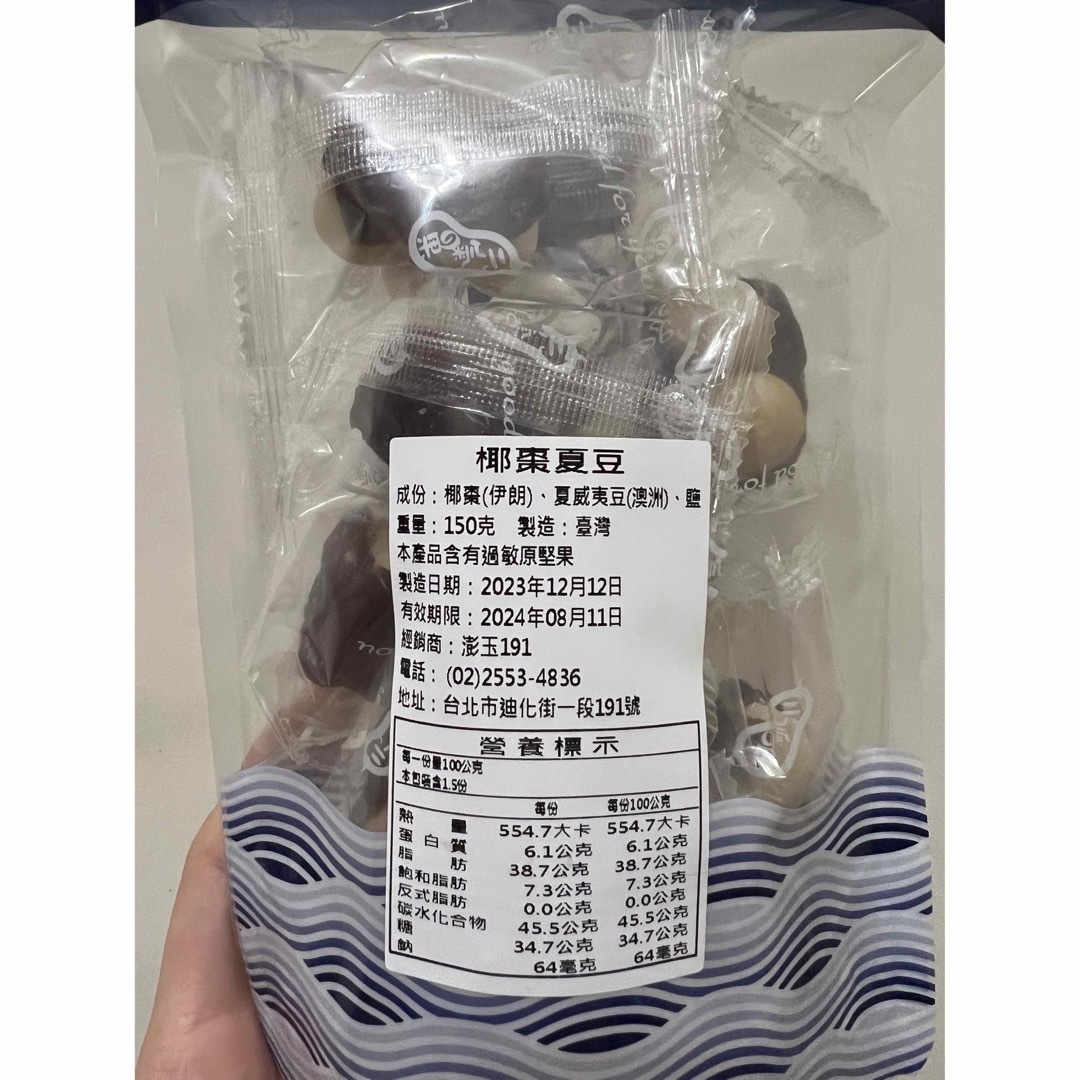 椰棗夏豆
成份：椰棗(伊朗)、夏威夷豆(澳洲)、鹽
重量：150克 製造：臺灣
本產品含有過敏原堅果
製造日期：2023年12月12日
有效期限：2024年08月11日
經銷商：澎玉191
電話：(02)2553-4836
地址：台北市迪化街一段191號
營養標示
每一份量100公克
本包裝含1.5份
每份 每份100公克
熱量 554.7大卡 554.7大卡
蛋白質 6.1公克 6.1公克
脂肪 38.7公克 38.7公克
飽和脂肪 7.3公克 7.3公克
反式脂肪 0.0公克 0.0公克
碳水化合物 45.5公克 45.5公克
糖 34.7公克 34.7公克
鈉 64毫克 64毫克